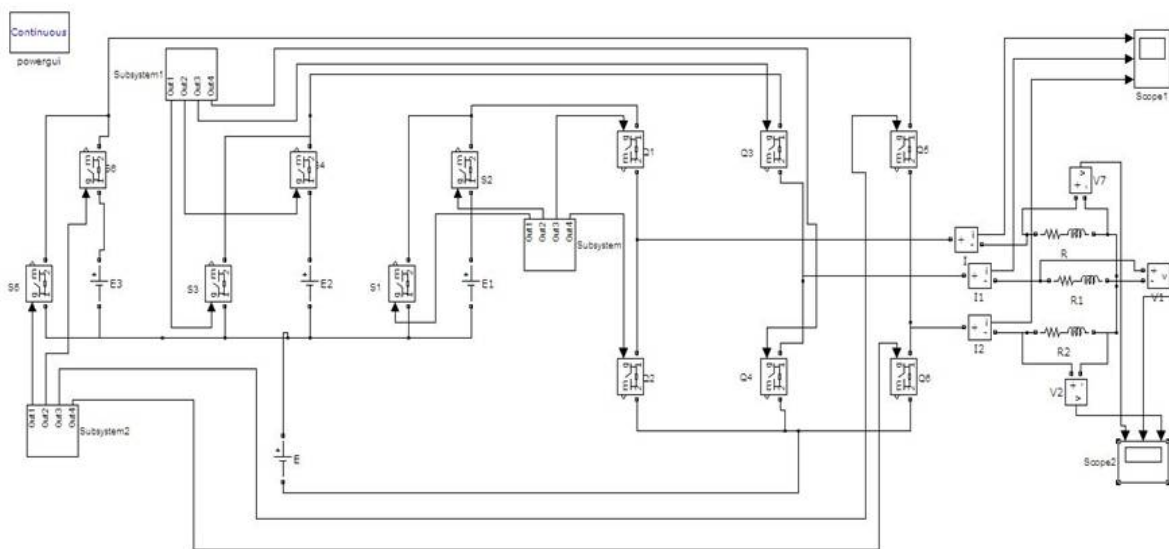 Continuous
powergui
Subsystem1
Out1
Out2
Out3
Out4
Scope1
S6
S4
S2
Q1
Q3
Q5
V7
Out1
Out2
Out3
Out4
Subsystem
I
R
S5
E3
S3
E2
S1
E1
I1
R1
V1
I2
R2
Q2
Q4
Q6
V2
Out1
Out2
Out3
Out4
Subsystem2
E
Scope2